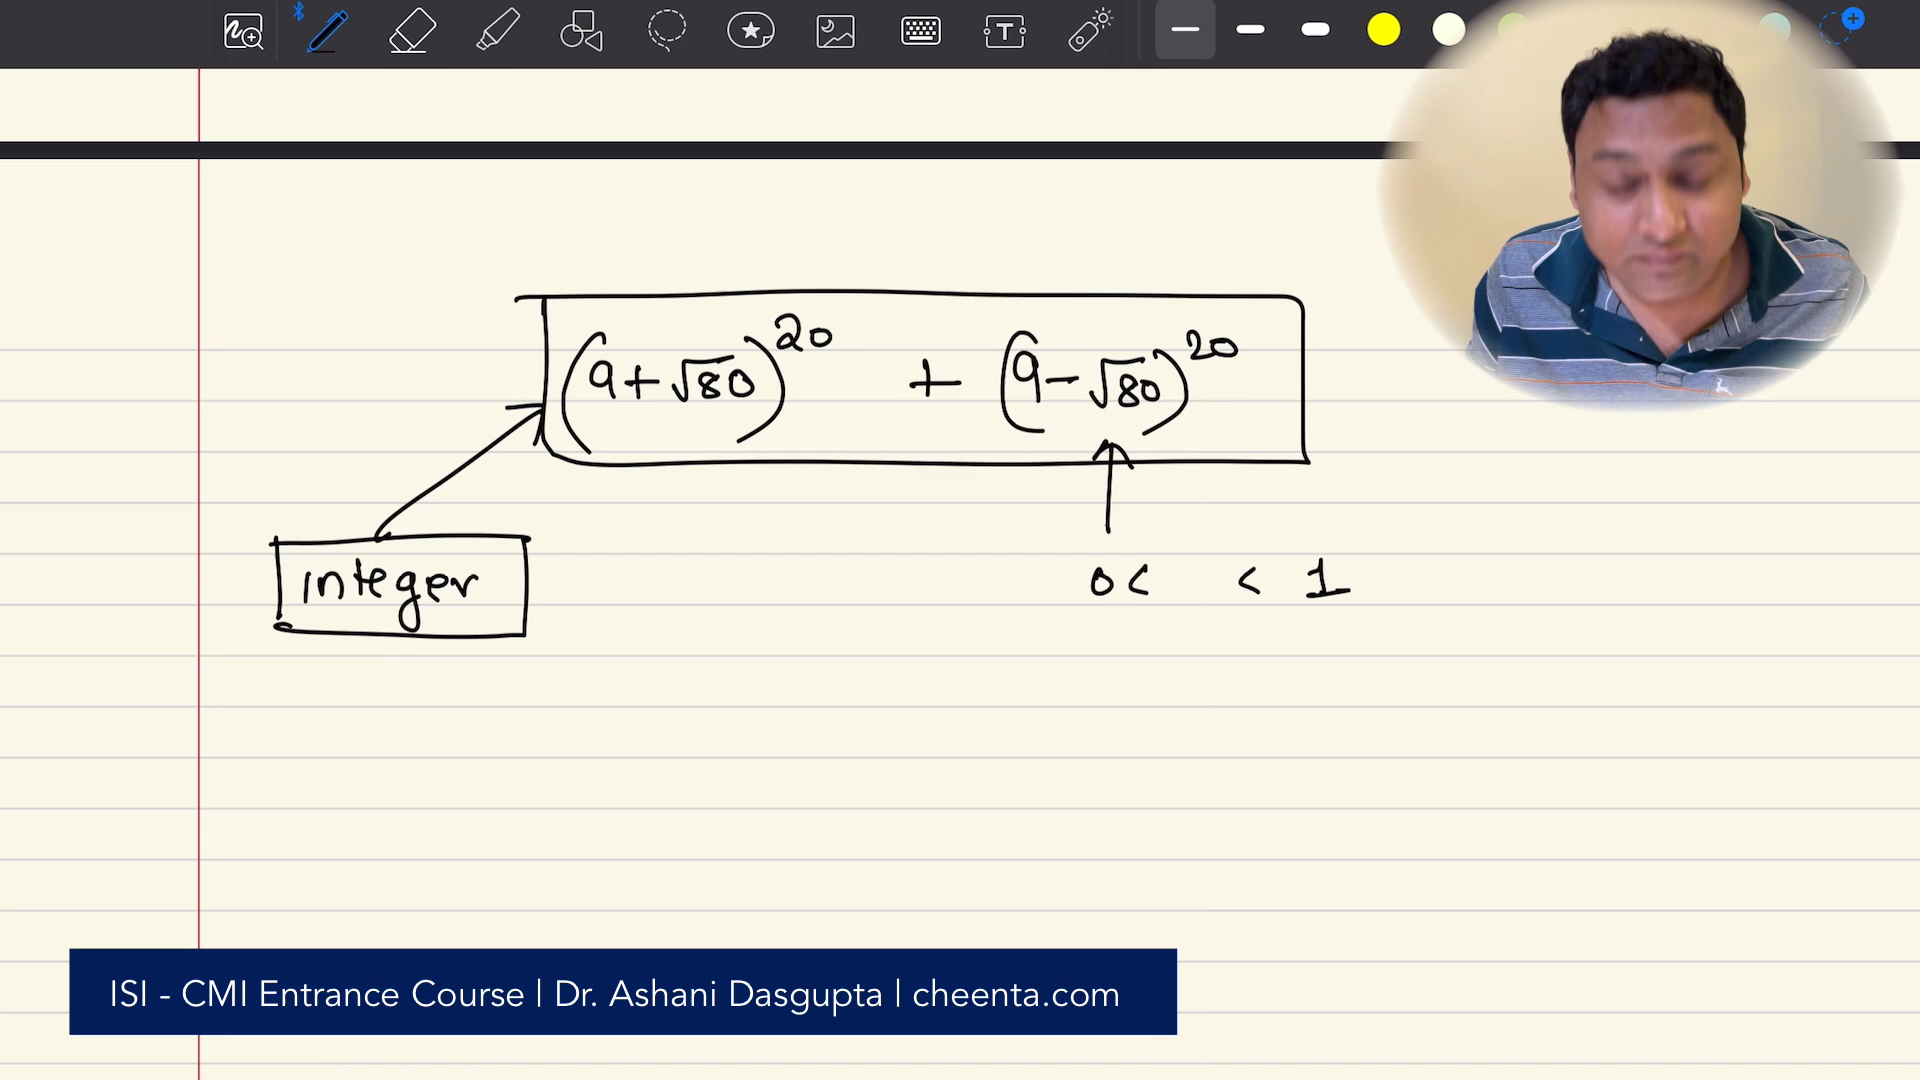 (9+√80)²⁰ + (9-√80)²⁰
integer
0< < 1
ISI - CMI Entrance Course | Dr. Ashani Dasgupta | cheenta.com